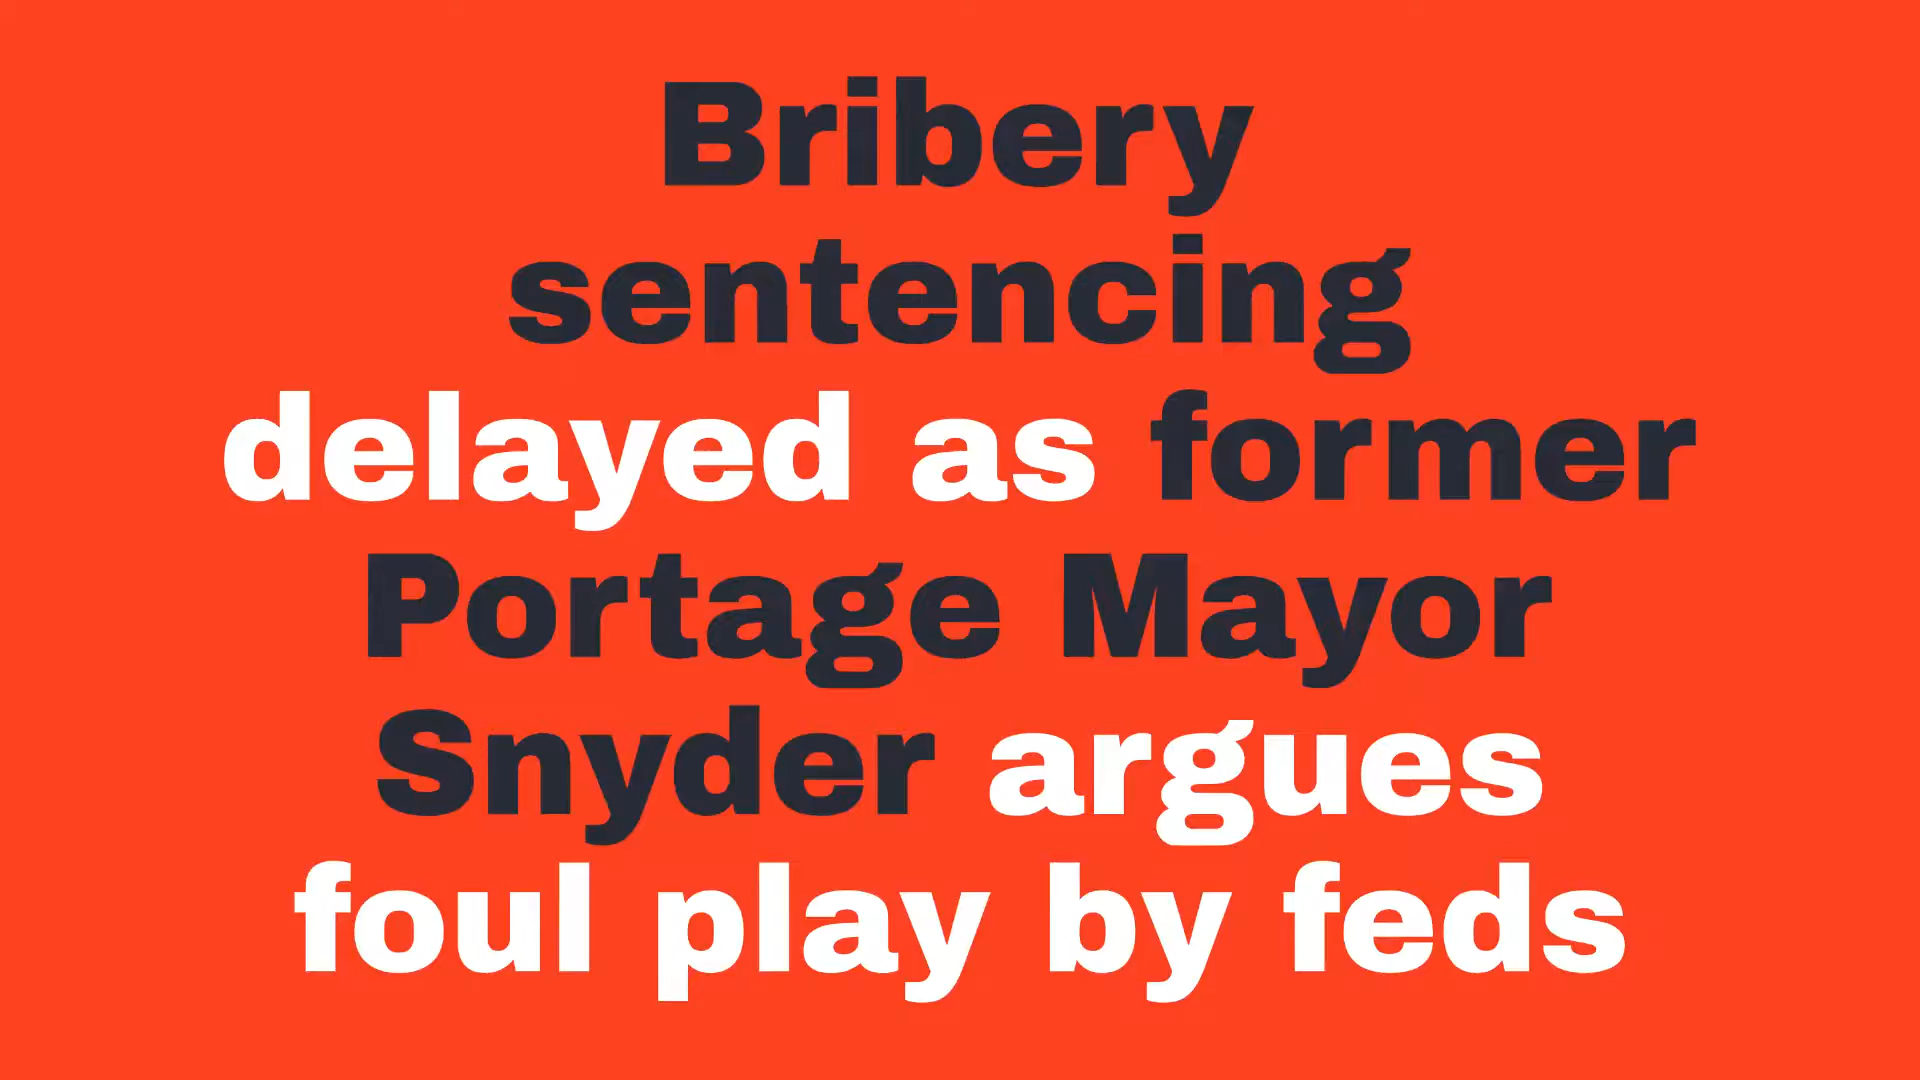 Bribery
sentencing
delayed as former
Portage Mayor
Snyder argues
foul play by feds